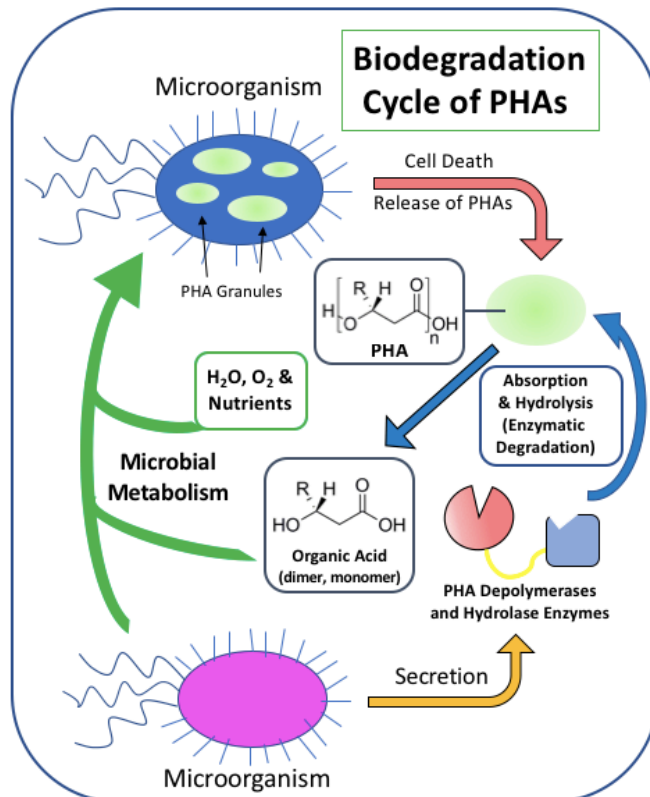 Biodegradation
Cycle of PHAs
Microorganism
Cell Death
Release of PHAs
PHA Granules
H
O
R
H
O
OH
n
PHA
H₂O, O₂ &
Nutrients
Absorption
& Hydrolysis
(Enzymatic
Degradation)
Microbial
Metabolism
R
H
O
HO
OH
Organic Acid
(dimer, monomer)
PHA Depolymerases
and Hydrolase Enzymes
Secretion
Microorganism